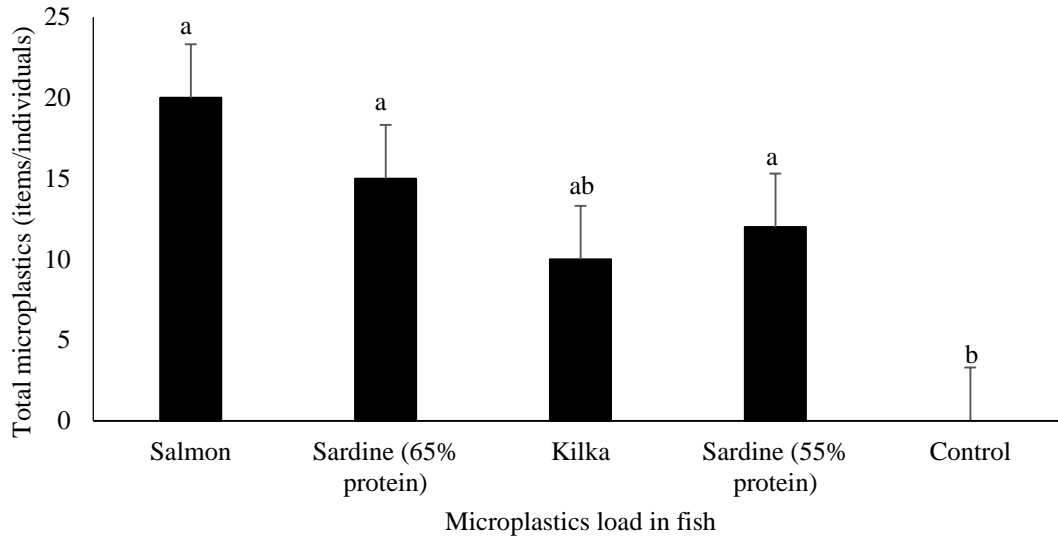 Total microplastics (items/individuals)
25
20
15
10
5
0
a
a
ab
a
b
Salmon
Sardine (65%
protein)
Kilka
Sardine (55%
protein)
Control
Microplastics load in fish